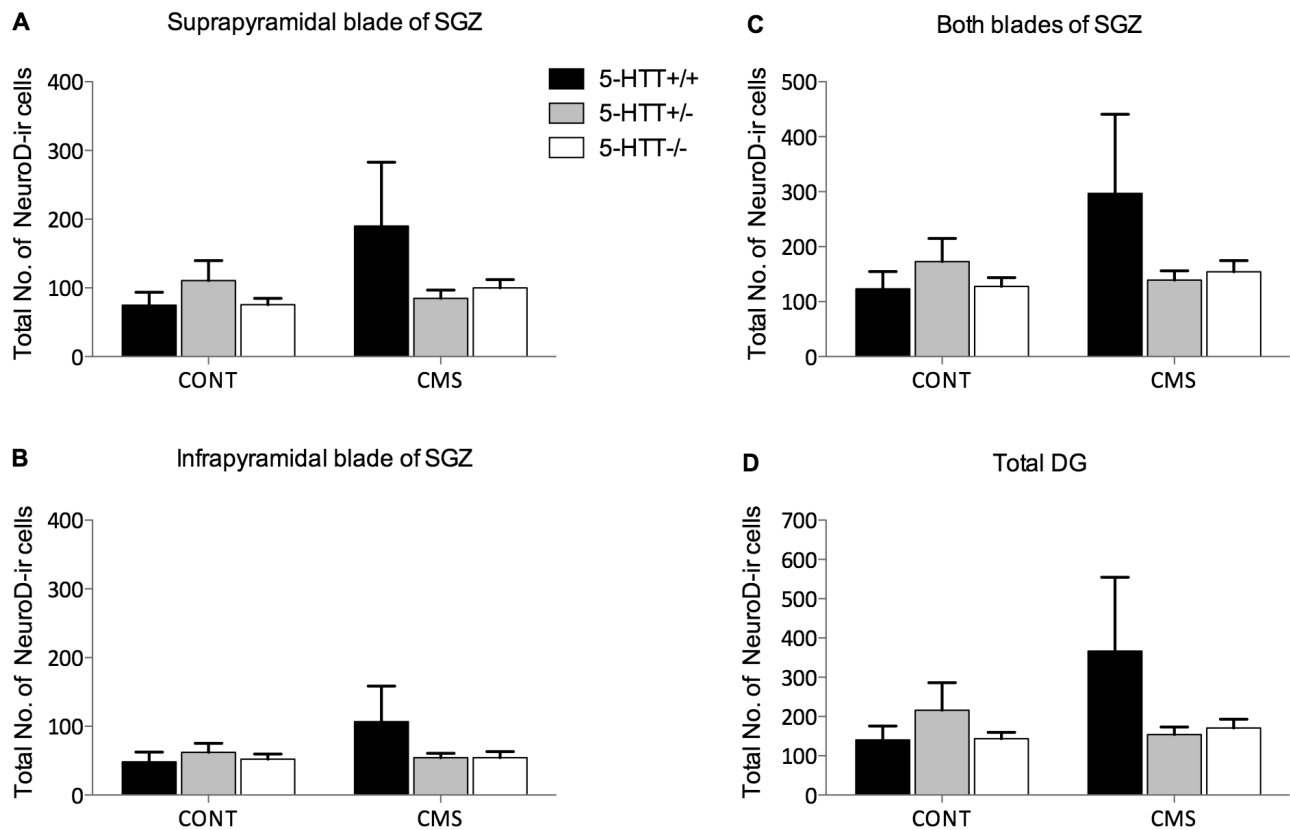 A
Suprapyramidal blade of SGZ
Total No. of NeuroD-ir cells
400
300
200
100
0
CONT
CMS
5-HTT+/+
5-HTT+/-
5-HTT-/-
C
Both blades of SGZ
Total No. of NeuroD-ir cells
500
400
300
200
100
0
CONT
CMS
B
Infrapyramidal blade of SGZ
Total No. of NeuroD-ir cells
400
300
200
100
0
CONT
CMS
D
Total DG
Total No. of NeuroD-ir cells
700
600
500
400
300
200
100
0
CONT
CMS